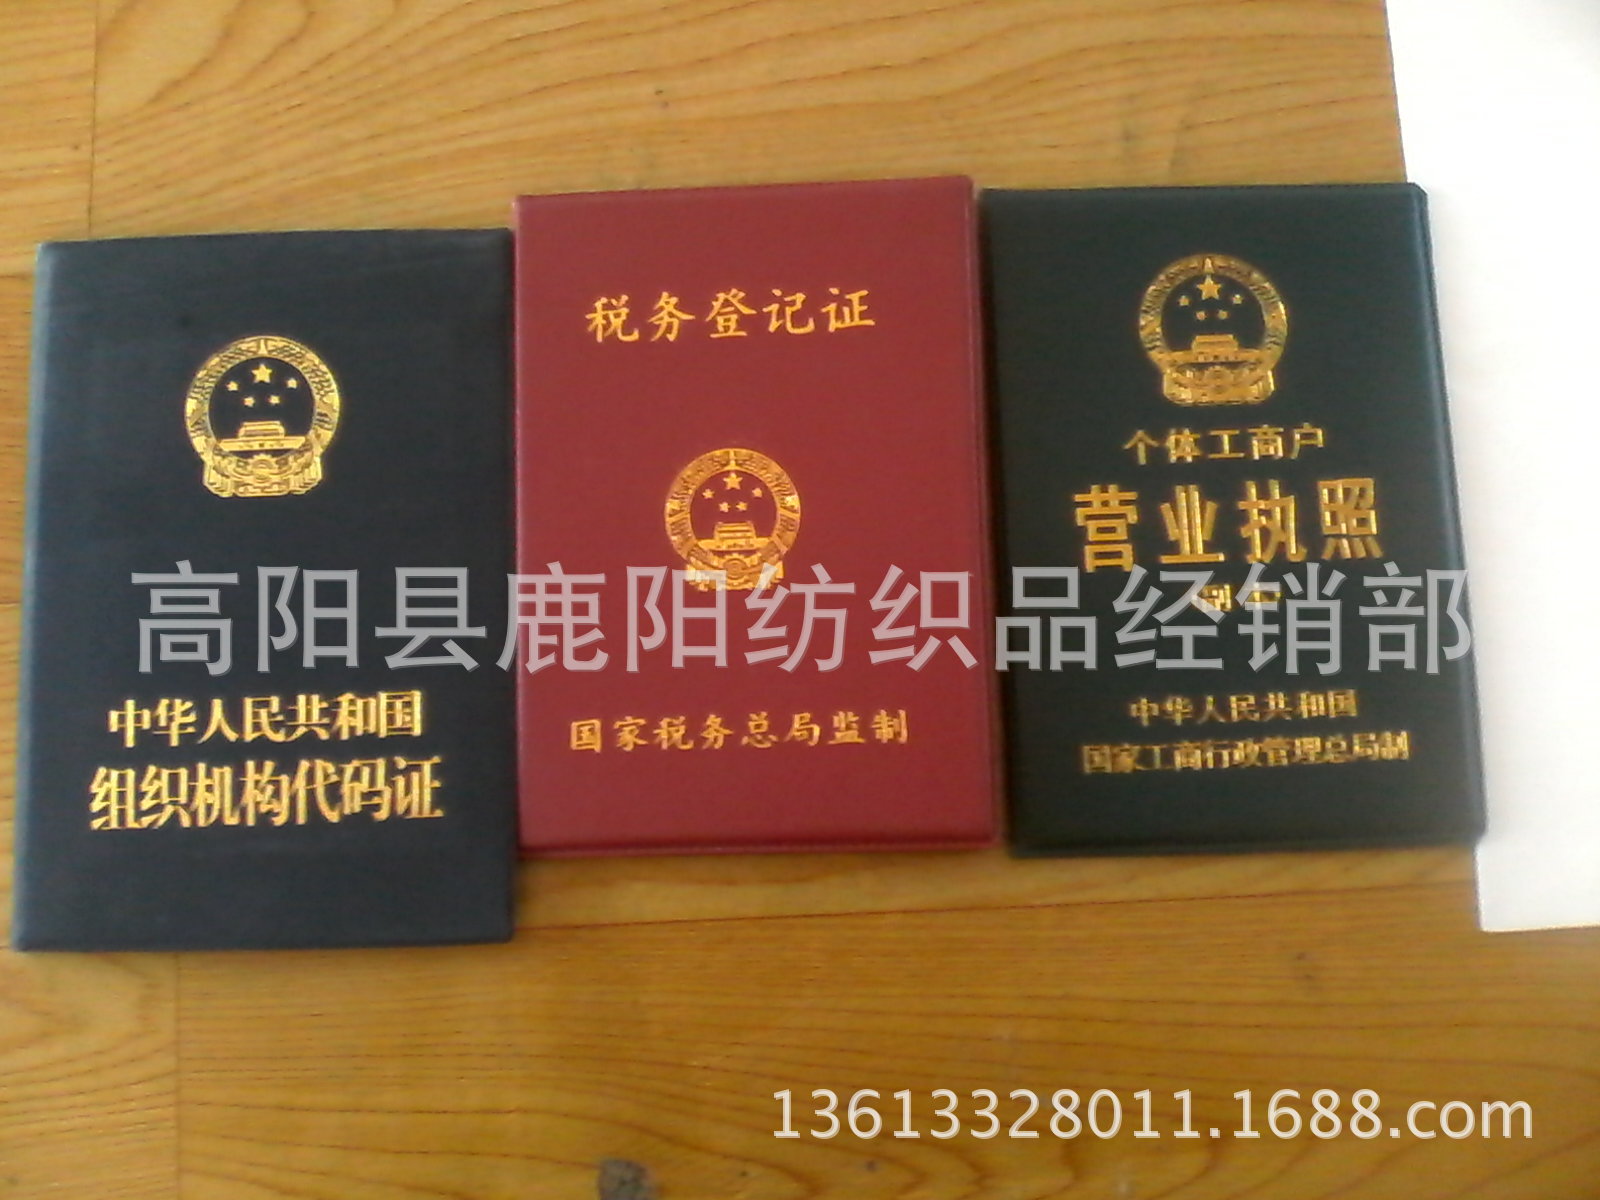 中华人民共和国
组织机构代码证
税务登记证
国家税务总局监制
个体工商户
营业执照
中华人民共和国
国家工商行政管理总局制
高阳县鹿阳纺织品经销部
13613328011.1688.com